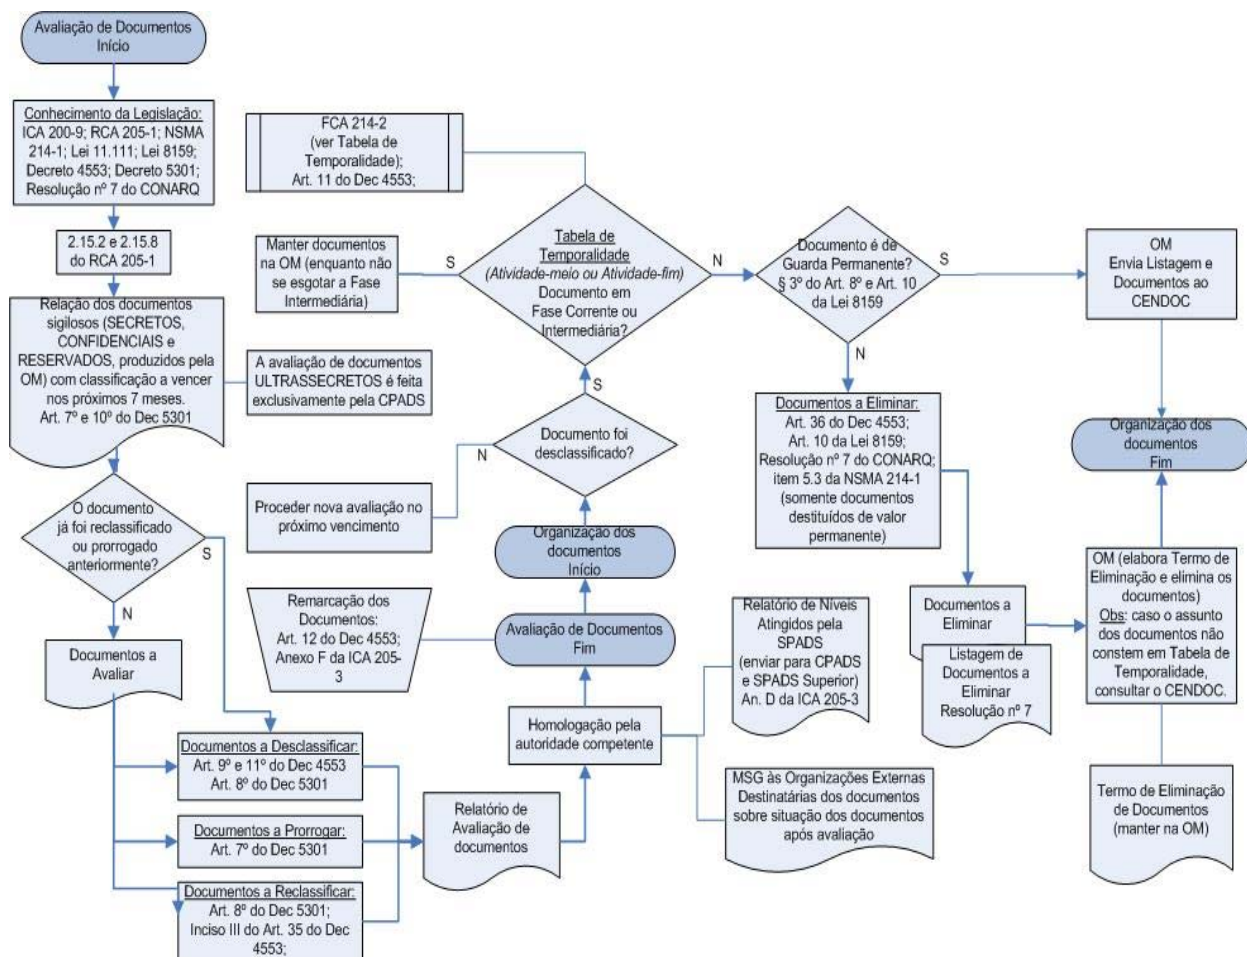 Avaliação de Documentos
Início
Conhecimento da Legislação:
ICA 200-9; RCA 205-1; NSMA
214-1; Lei 11.111; Lei 8159;
Decreto 4553; Decreto 5301;
Resolução nº 7 do CONARQ
2.15.2 e 2.15.8
do RCA 205-1
Relação dos documentos
sigilosos (SECRETOS,
CONFIDENCIAIS e
RESERVADOS, produzidos pela
OM) com classificação a vencer
nos próximos 7 meses.
Art. 7º e 10º do Dec 5301
A avaliação de documentos
ULTRASSECRETOS é feita
exclusivamente pela CPADS
O documento
já foi reclassificado
ou prorrogado
anteriormente?
S
N
Documentos a
Avaliar
Documentos a Desclassificar:
Art. 9º e 11º do Dec 4553
Art. 8º do Dec 5301
Documentos a Prorrogar:
Art. 7º do Dec 5301
Documentos a Reclassificar:
Art. 8º do Dec 5301;
Inciso III do Art. 35 do Dec
4553;
Relatório de
Avaliação de
documentos
Homologação pela
autoridade competente
Relatório de Níveis
Atingidos pela
SPADS
(enviar para CPADS
e SPADS Superior)
An. D da ICA 205-3
MSG às Organizações Externas
Destinatárias dos documentos
sobre situação dos documentos
após avaliação
Avaliação de Documentos
Fim
Remarcação dos
Documentos:
Art. 12 do Dec 4553;
Anexo F da ICA 205-
3
Organização dos
documentos
Início
Documento foi
desclassificado?
N
S
Proceder nova avaliação no
próximo vencimento
Tabela de
Temporalidade
(Atividade-meio ou Atividade-fim)
Documento em
Fase Corrente ou
Intermediária?
S
N
FCA 214-2
(ver Tabela de
Temporalidade);
Art. 11 do Dec 4553;
Manter documentos
na OM (enquanto não
se esgotar a Fase
Intermediária)
Documento é de
Guarda Permanente?
§ 3º do Art. 8º e Art. 10
da Lei 8159
S
N
OM
Envia Listagem e
Documentos ao
CENDOC
Organização dos
documentos
Fim
Documentos a Eliminar:
Art. 36 do Dec 4553;
Art. 10 da Lei 8159;
Resolução nº 7 do CONARQ;
item 5.3 da NSMA 214-1
(somente documentos
destituídos de valor
permanente)
Documentos a
Eliminar
Listagem de
Documentos a
Eliminar
Resolução nº 7
OM (elabora Termo de
Eliminação e elimina os
documentos)
Obs: caso o assunto
dos documentos não
constem em Tabela de
Temporalidade,
consultar o CENDOC.
Termo de Eliminação
de Documentos
(manter na OM)